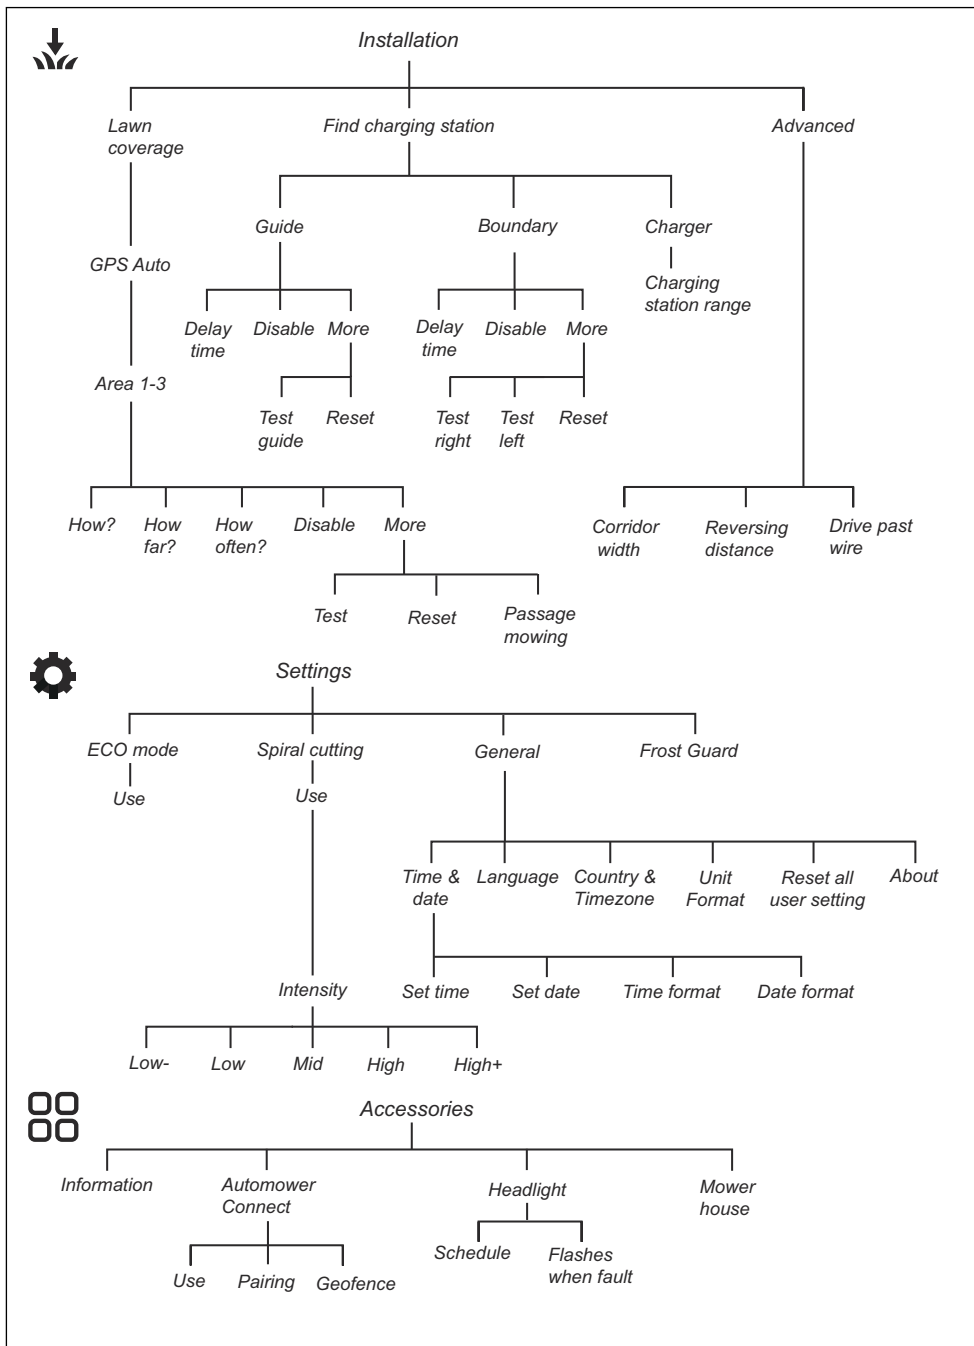 Installation
Lawn
coverage
Find charging station
Advanced
Guide
Boundary
Charger
GPS Auto
Charging
station range
Delay
time
Disable
More
Delay
time
Disable
More
Area 1-3
Test
guide
Reset
Test
right
Test
left
Reset
How?
How
far?
How
often?
Disable
More
Corridor
width
Reversing
distance
Drive past
wire
Test
Reset
Passage
mowing
Settings
ECO mode
Spiral cutting
General
Frost Guard
Use
Use
Time &
date
Language
Country &
Timezone
Unit
Format
Reset all
user setting
About
Intensity
Set time
Set date
Time format
Date format
Low-
Low
Mid
High
High+
Accessories
Information
Automower
Connect
Headlight
Mower
house
Schedule
Flashes
when fault
Use
Pairing
Geofence